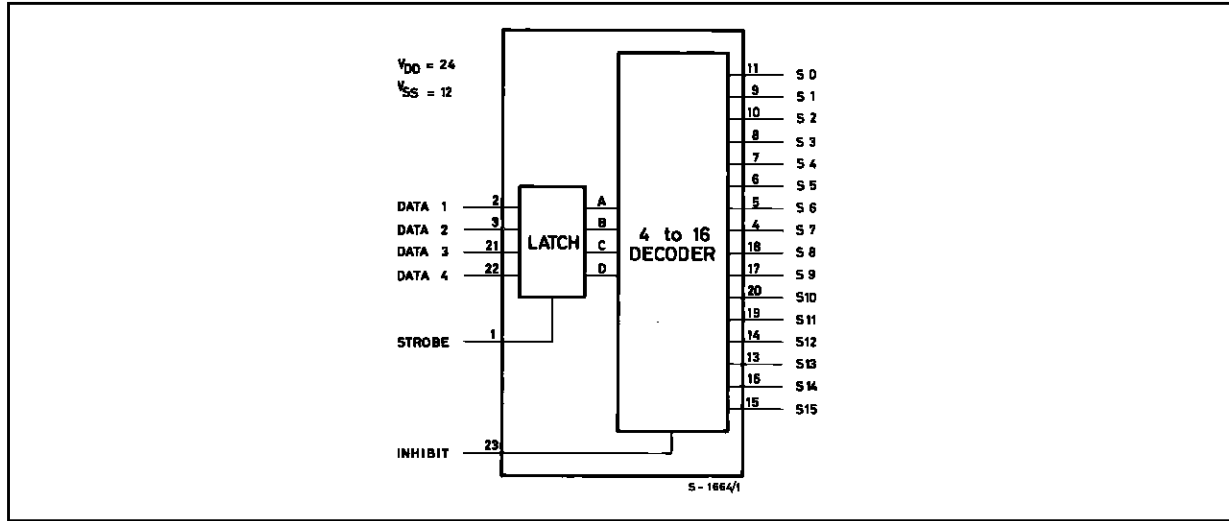 V_DD = 24
V_SS = 12
DATA 1 2
DATA 2 3
DATA 3 21
DATA 4 22
STROBE 1
INHIBIT 23
LATCH
A
B
C
D
4 to 16
DECODER
11 S 0
9 S 1
10 S 2
8 S 3
7 S 4
6 S 5
5 S 6
4 S 7
18 S 8
17 S 9
20 S10
19 S11
14 S12
13 S13
16 S14
15 S15
S - 1664/1